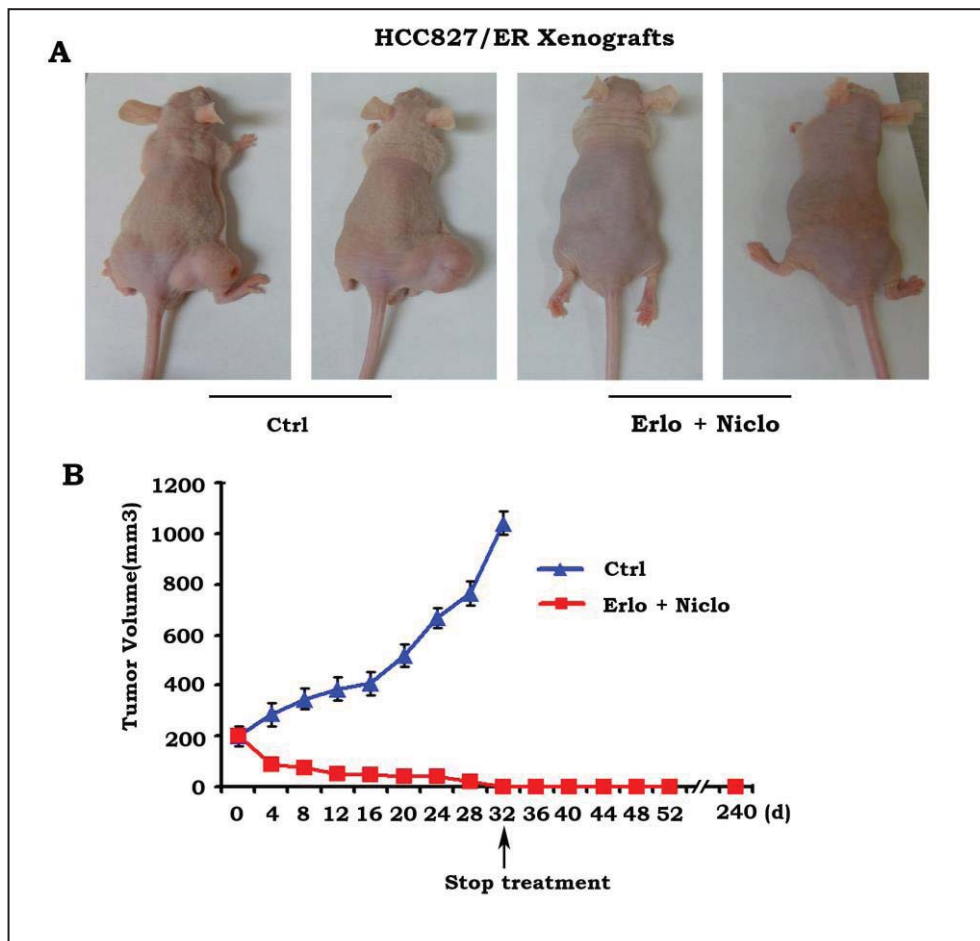 HCC827/ER Xenografts
A
Ctrl
Erlo + Niclo
B
Tumor Volume(mm3)
1200
1000
800
600
400
200
0
Ctrl
Erlo + Niclo
0 4 8 12 16 20 24 28 32 36 40 44 48 52 240 (d)
Stop treatment